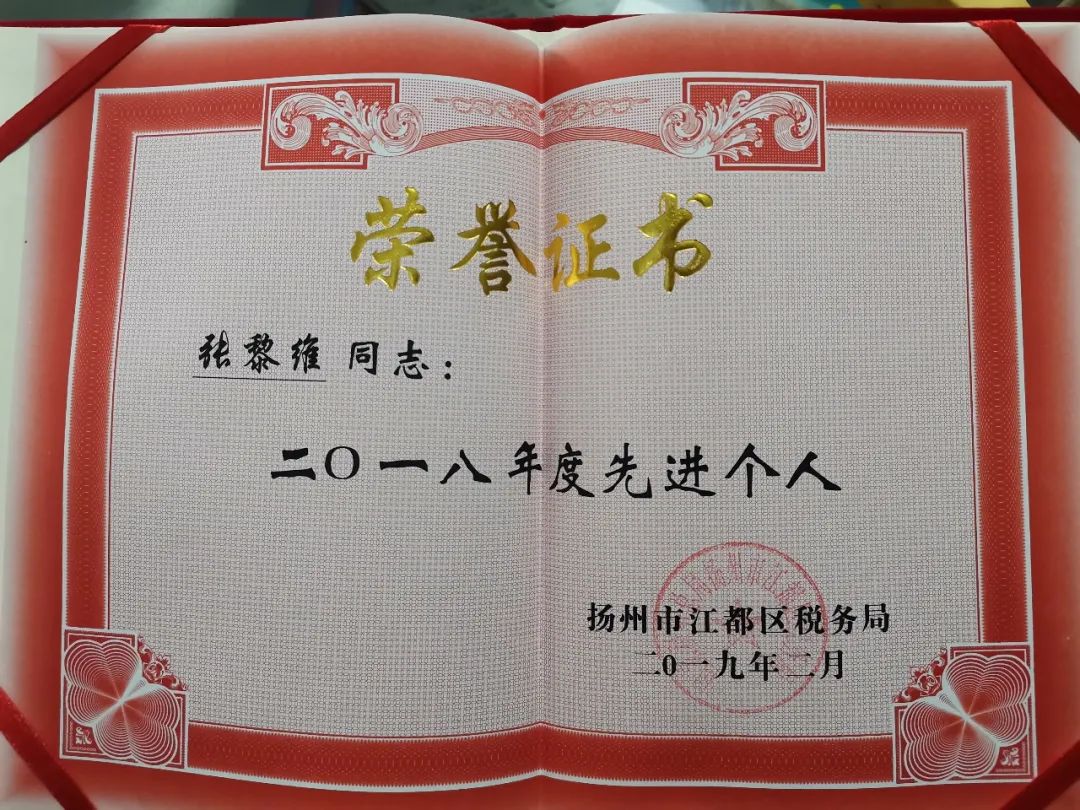 荣誉证书
张黎维 同志：
二〇一八年度先进个人
扬州市江都区税务局
二0一九年二月